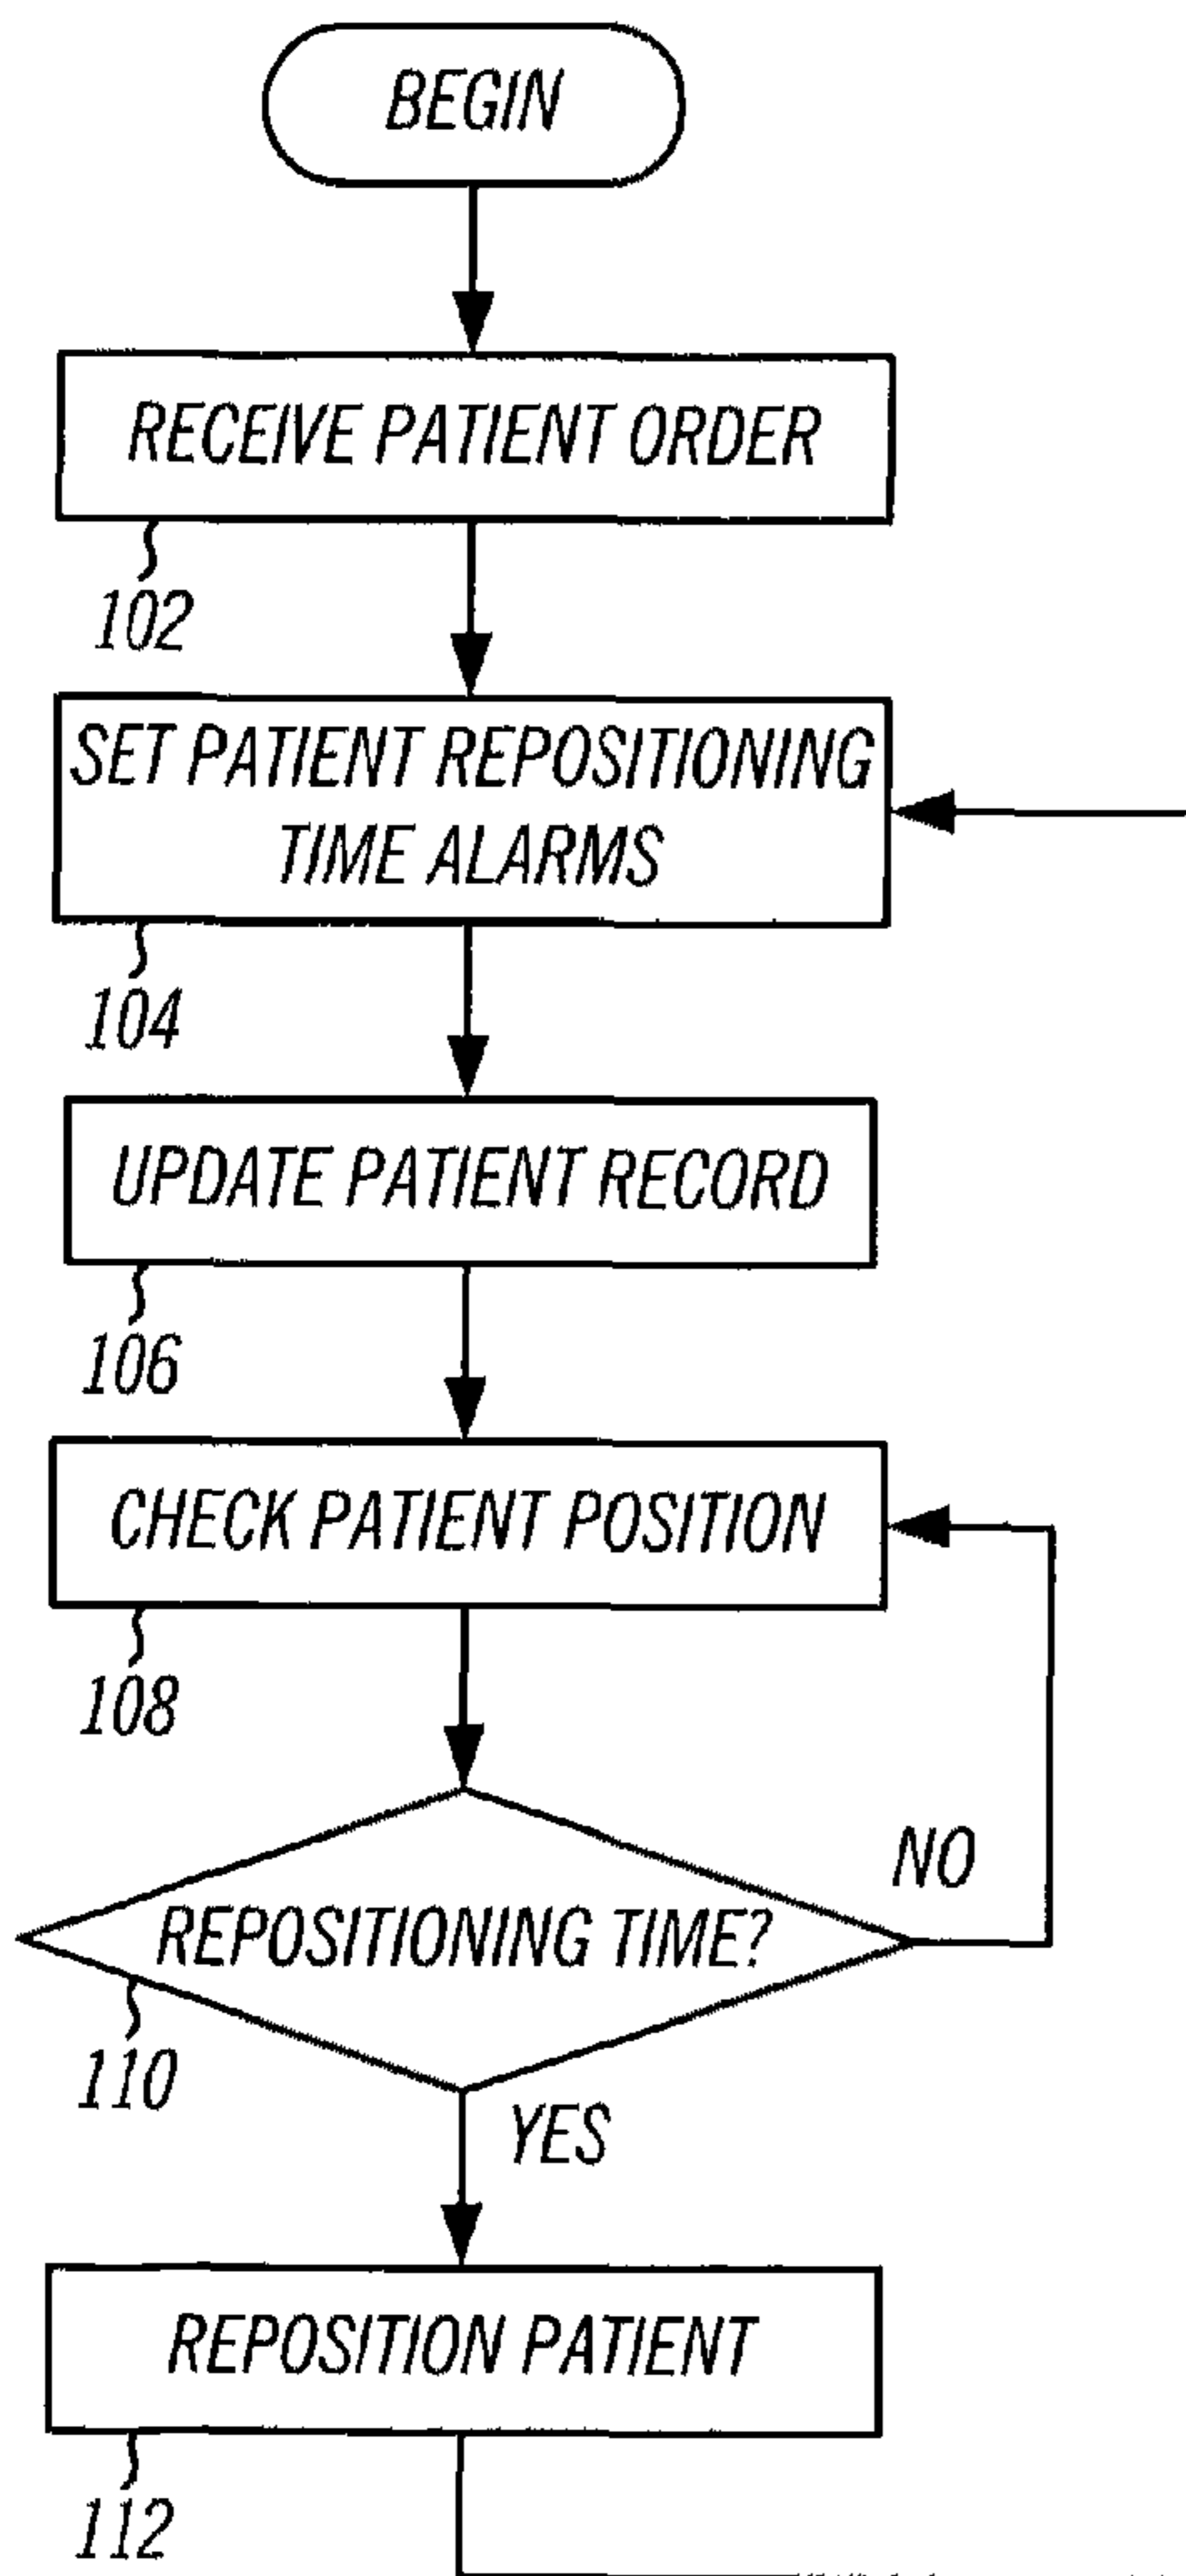 BEGIN
RECEIVE PATIENT ORDER
102
SET PATIENT REPOSITIONING
TIME ALARMS
104
UPDATE PATIENT RECORD
106
CHECK PATIENT POSITION
108
NO
REPOSITIONING TIME?
110
YES
REPOSITION PATIENT
112